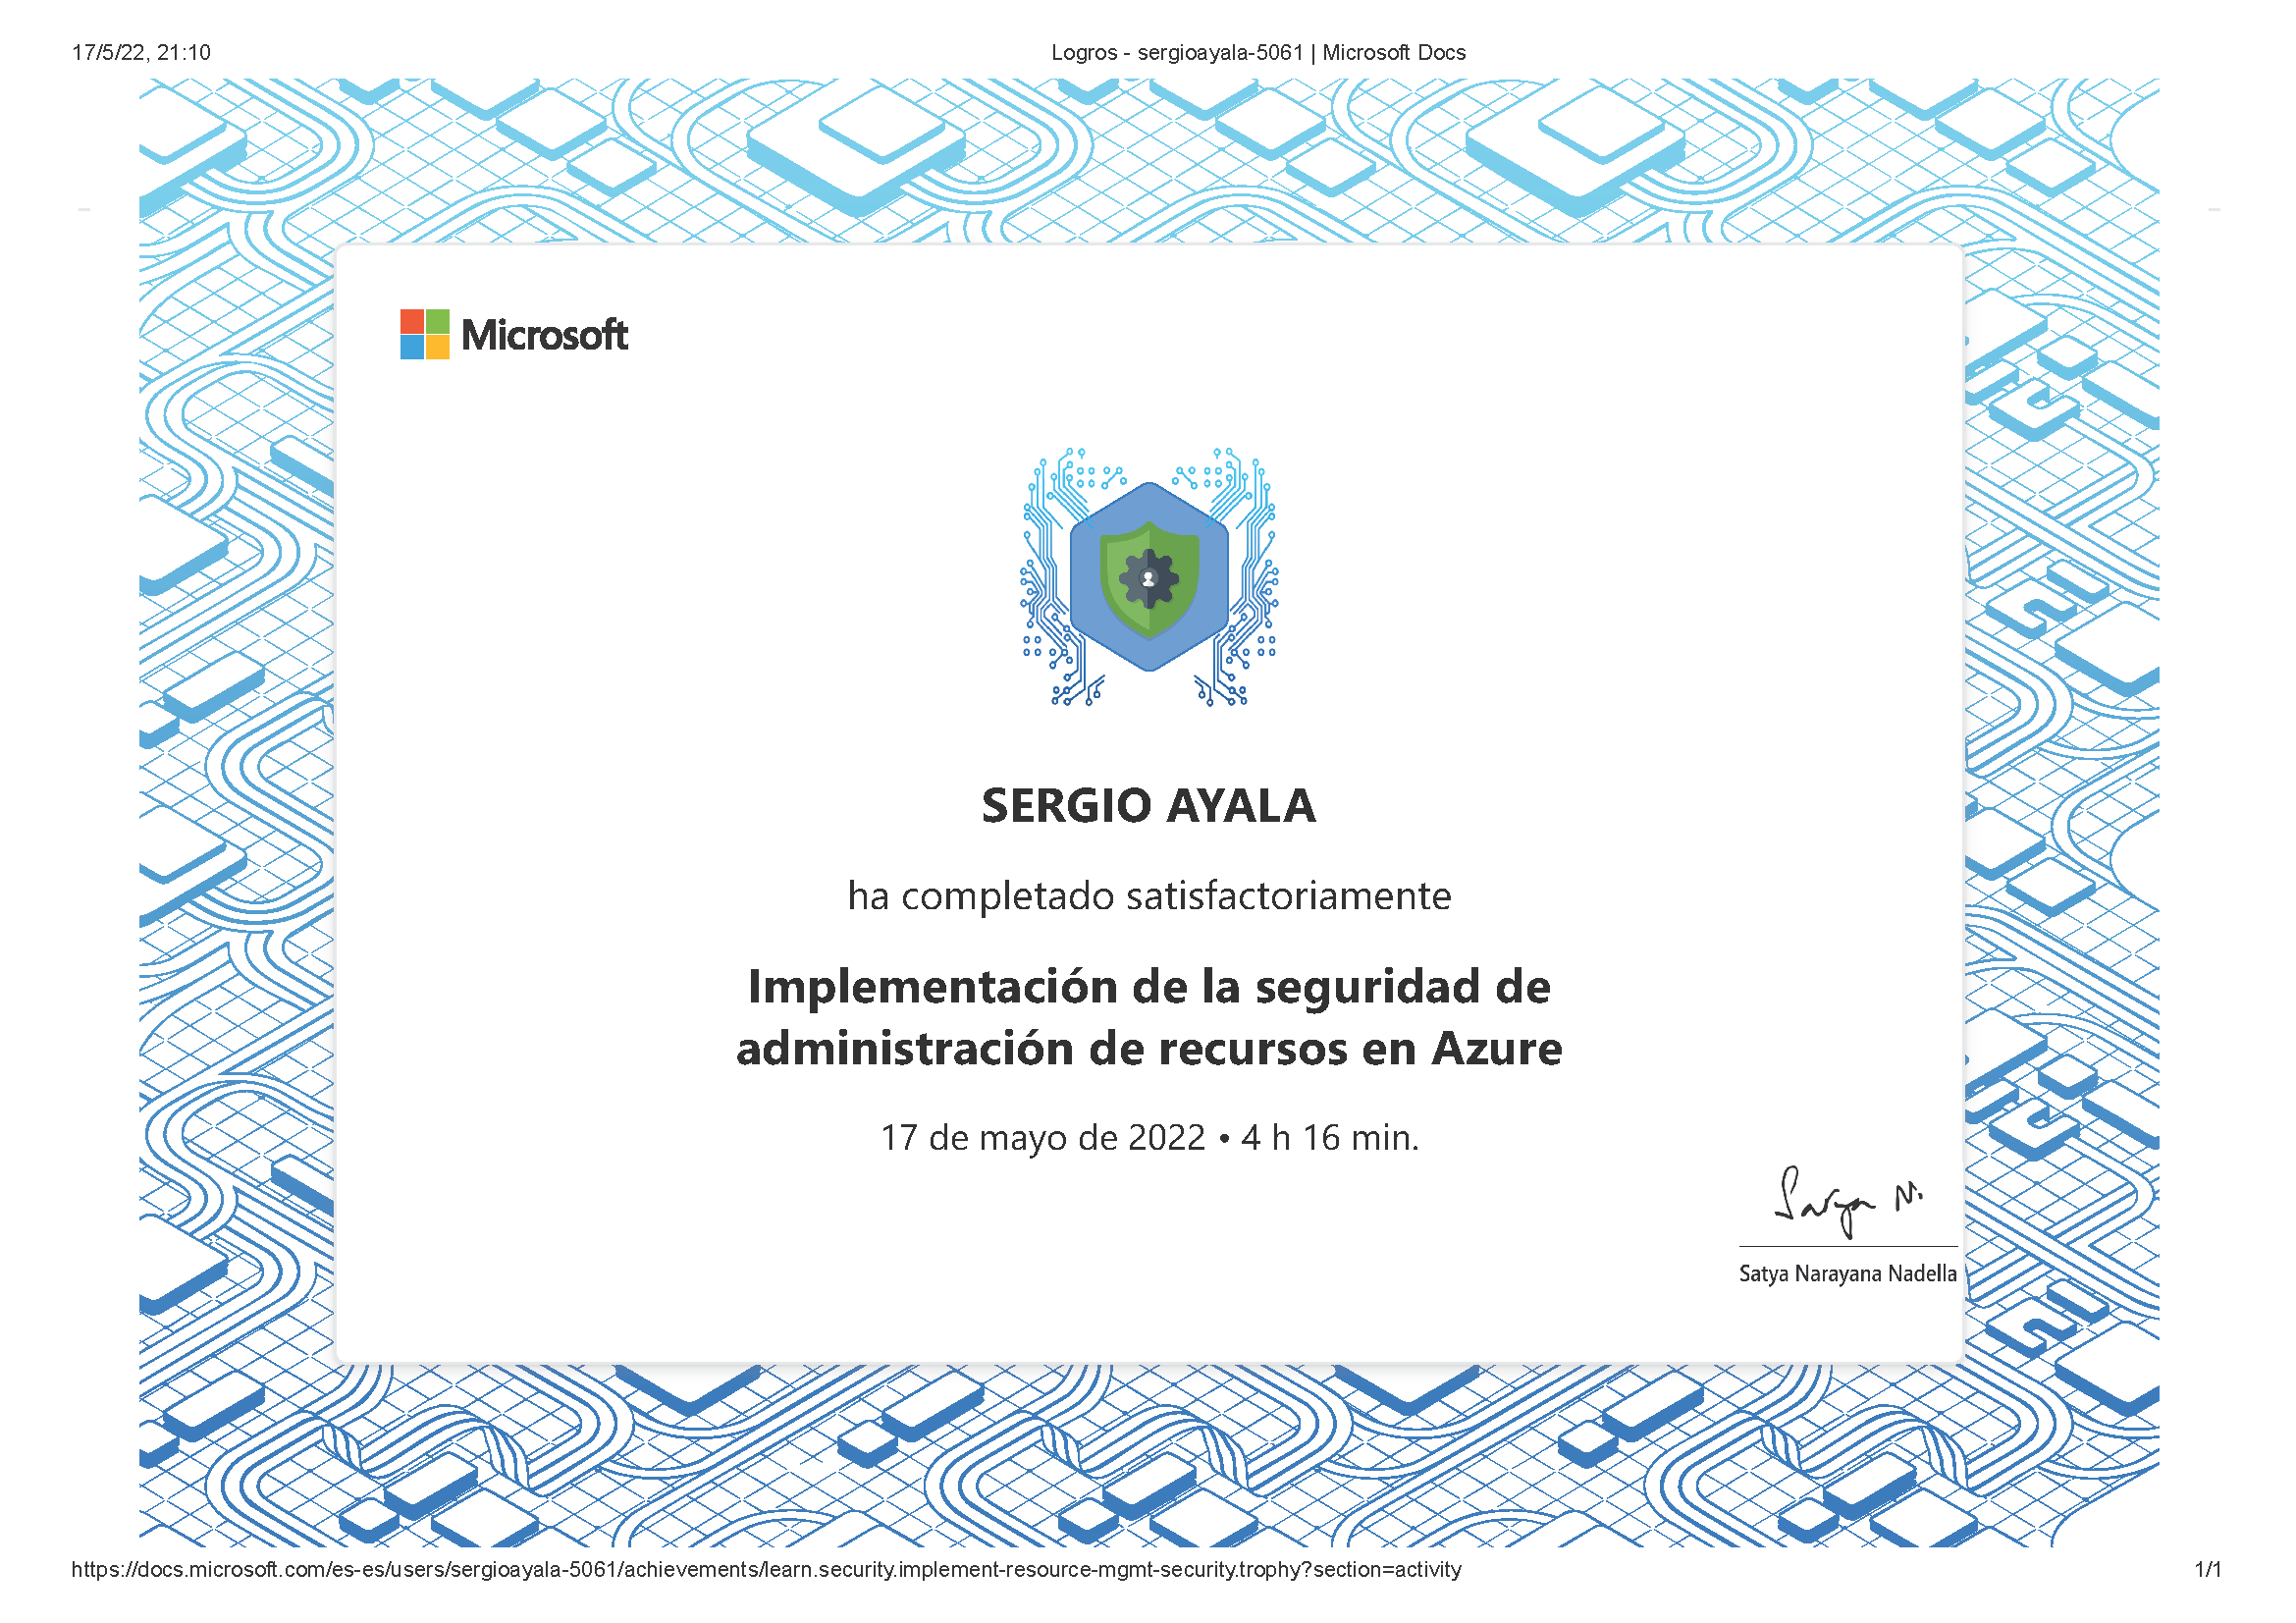 17/5/22, 21:10
Logros - sergioayala-5061 | Microsoft Docs
Microsoft
SERGIO AYALA
ha completado satisfactoriamente
Implementación de la seguridad de
administración de recursos en Azure
17 de mayo de 2022 • 4 h 16 min.
Satya N.
Satya Narayana Nadella
https://docs.microsoft.com/es-es/users/sergioayala-5061/achievements/learn.security.implement-resource-mgmt-security.trophy?section=activity
1/1